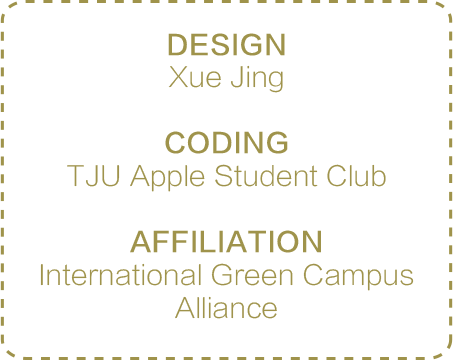 DESIGN
Xue Jing
CODING
TJU Apple Student Club
AFFILIATION
International Green Campus
Alliance